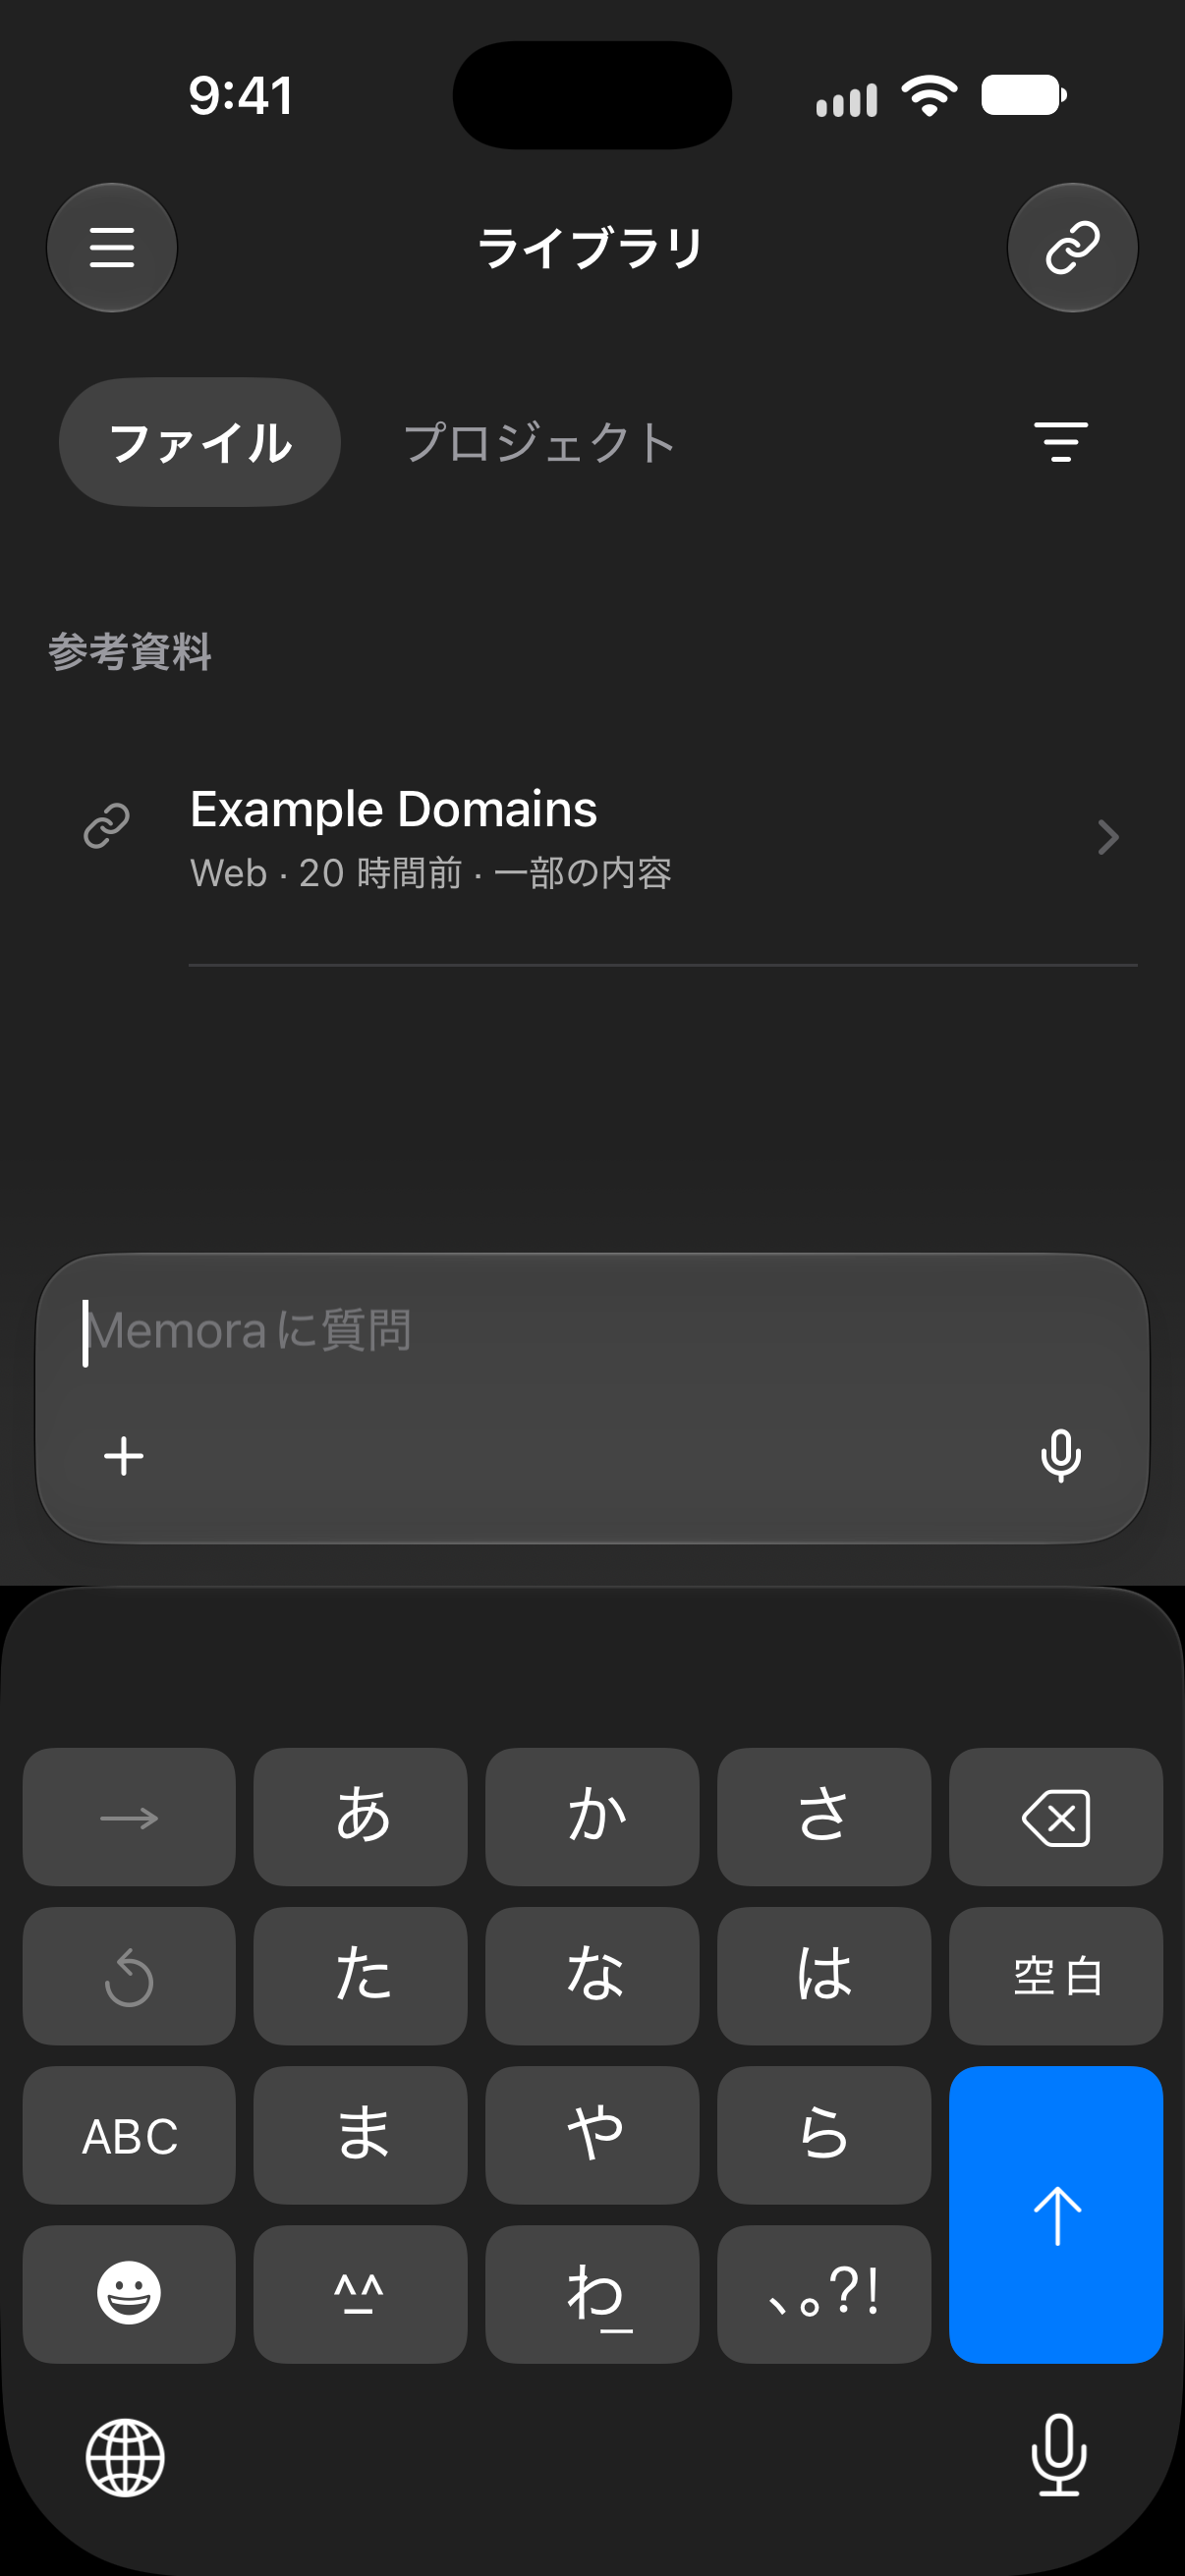 9:41
ライブラリ
ファイル プロジェクト
参考資料
Example Domains
Web · 20 時間前 · 一部の内容
Memoraに質問
→ あ か さ
た な は 空白
ABC ま や ら
^_^ わ_ 、。?!